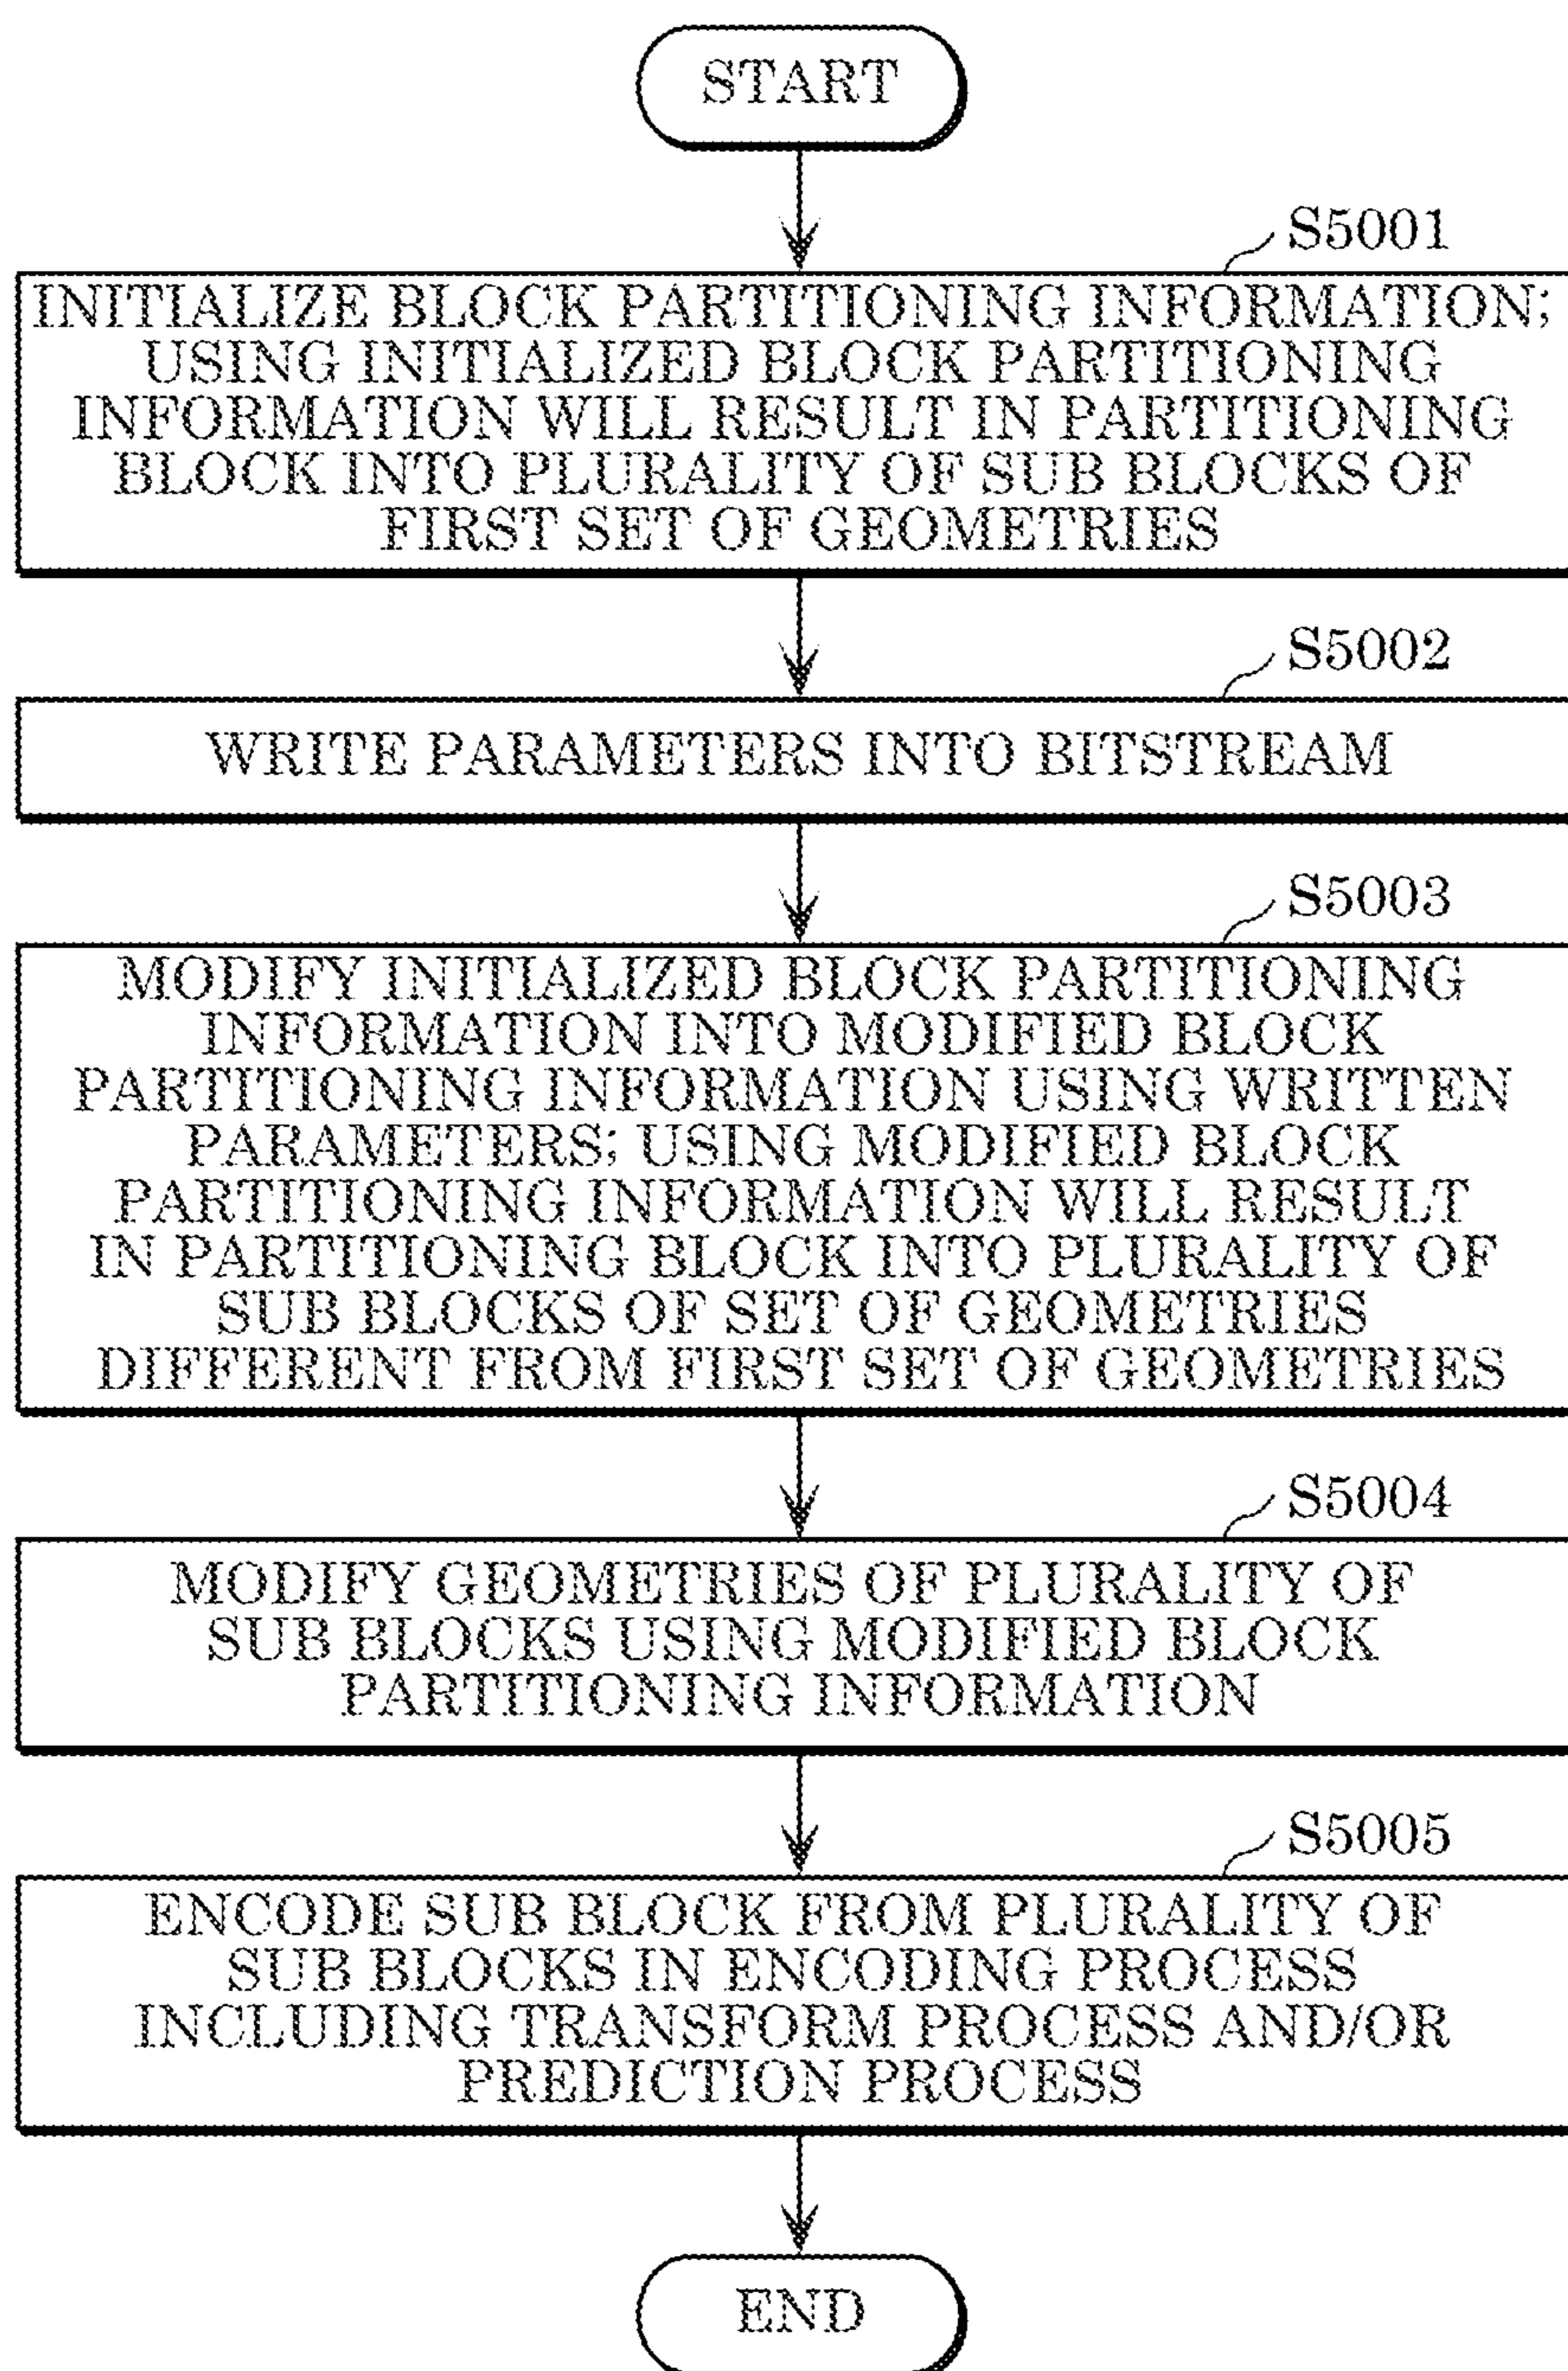 START
S5001
INITIALIZE BLOCK PARTITIONING INFORMATION;
USING INITIALIZED BLOCK PARTITIONING
INFORMATION WILL RESULT IN PARTITIONING
BLOCK INTO PLURALITY OF SUB BLOCKS OF
FIRST SET OF GEOMETRIES
S5002
WRITE PARAMETERS INTO BITSTREAM
S5003
MODIFY INITIALIZED BLOCK PARTITIONING
INFORMATION INTO MODIFIED BLOCK
PARTITIONING INFORMATION USING WRITTEN
PARAMETERS; USING MODIFIED BLOCK
PARTITIONING INFORMATION WILL RESULT
IN PARTITIONING BLOCK INTO PLURALITY OF
SUB BLOCKS OF SET OF GEOMETRIES
DIFFERENT FROM FIRST SET OF GEOMETRIES
S5004
MODIFY GEOMETRIES OF PLURALITY OF
SUB BLOCKS USING MODIFIED BLOCK
PARTITIONING INFORMATION
S5005
ENCODE SUB BLOCK FROM PLURALITY OF
SUB BLOCKS IN ENCODING PROCESS
INCLUDING TRANSFORM PROCESS AND/OR
PREDICTION PROCESS
END